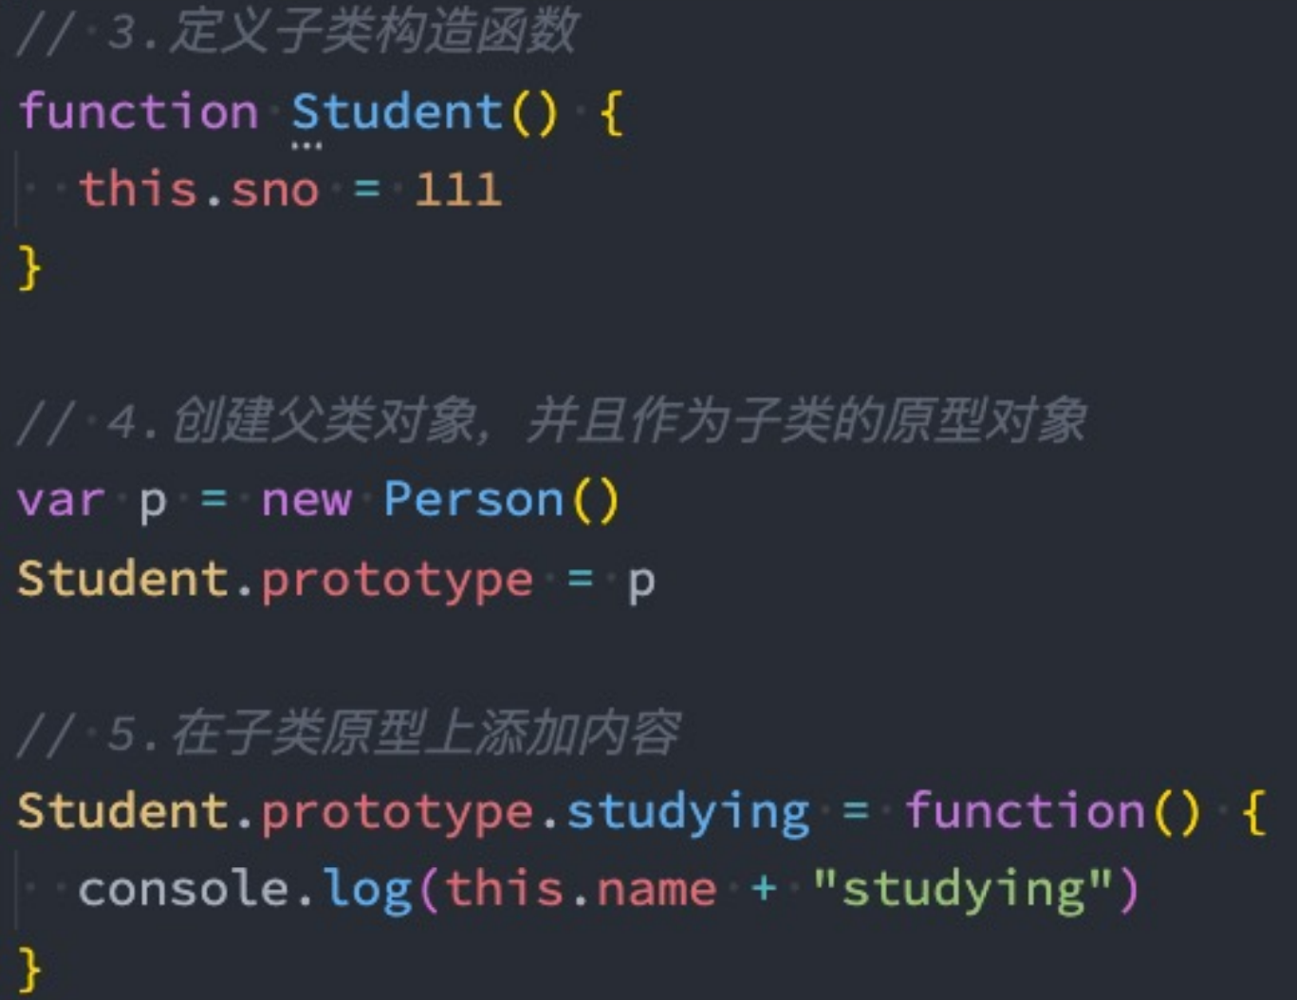 // 3.定义子类构造函数
function Student() {
  this.sno = 111
}
// 4.创建父类对象, 并且作为子类的原型对象
var p = new Person()
Student.prototype = p
// 5.在子类原型上添加内容
Student.prototype.studying = function() {
  console.log(this.name + "studying")
}